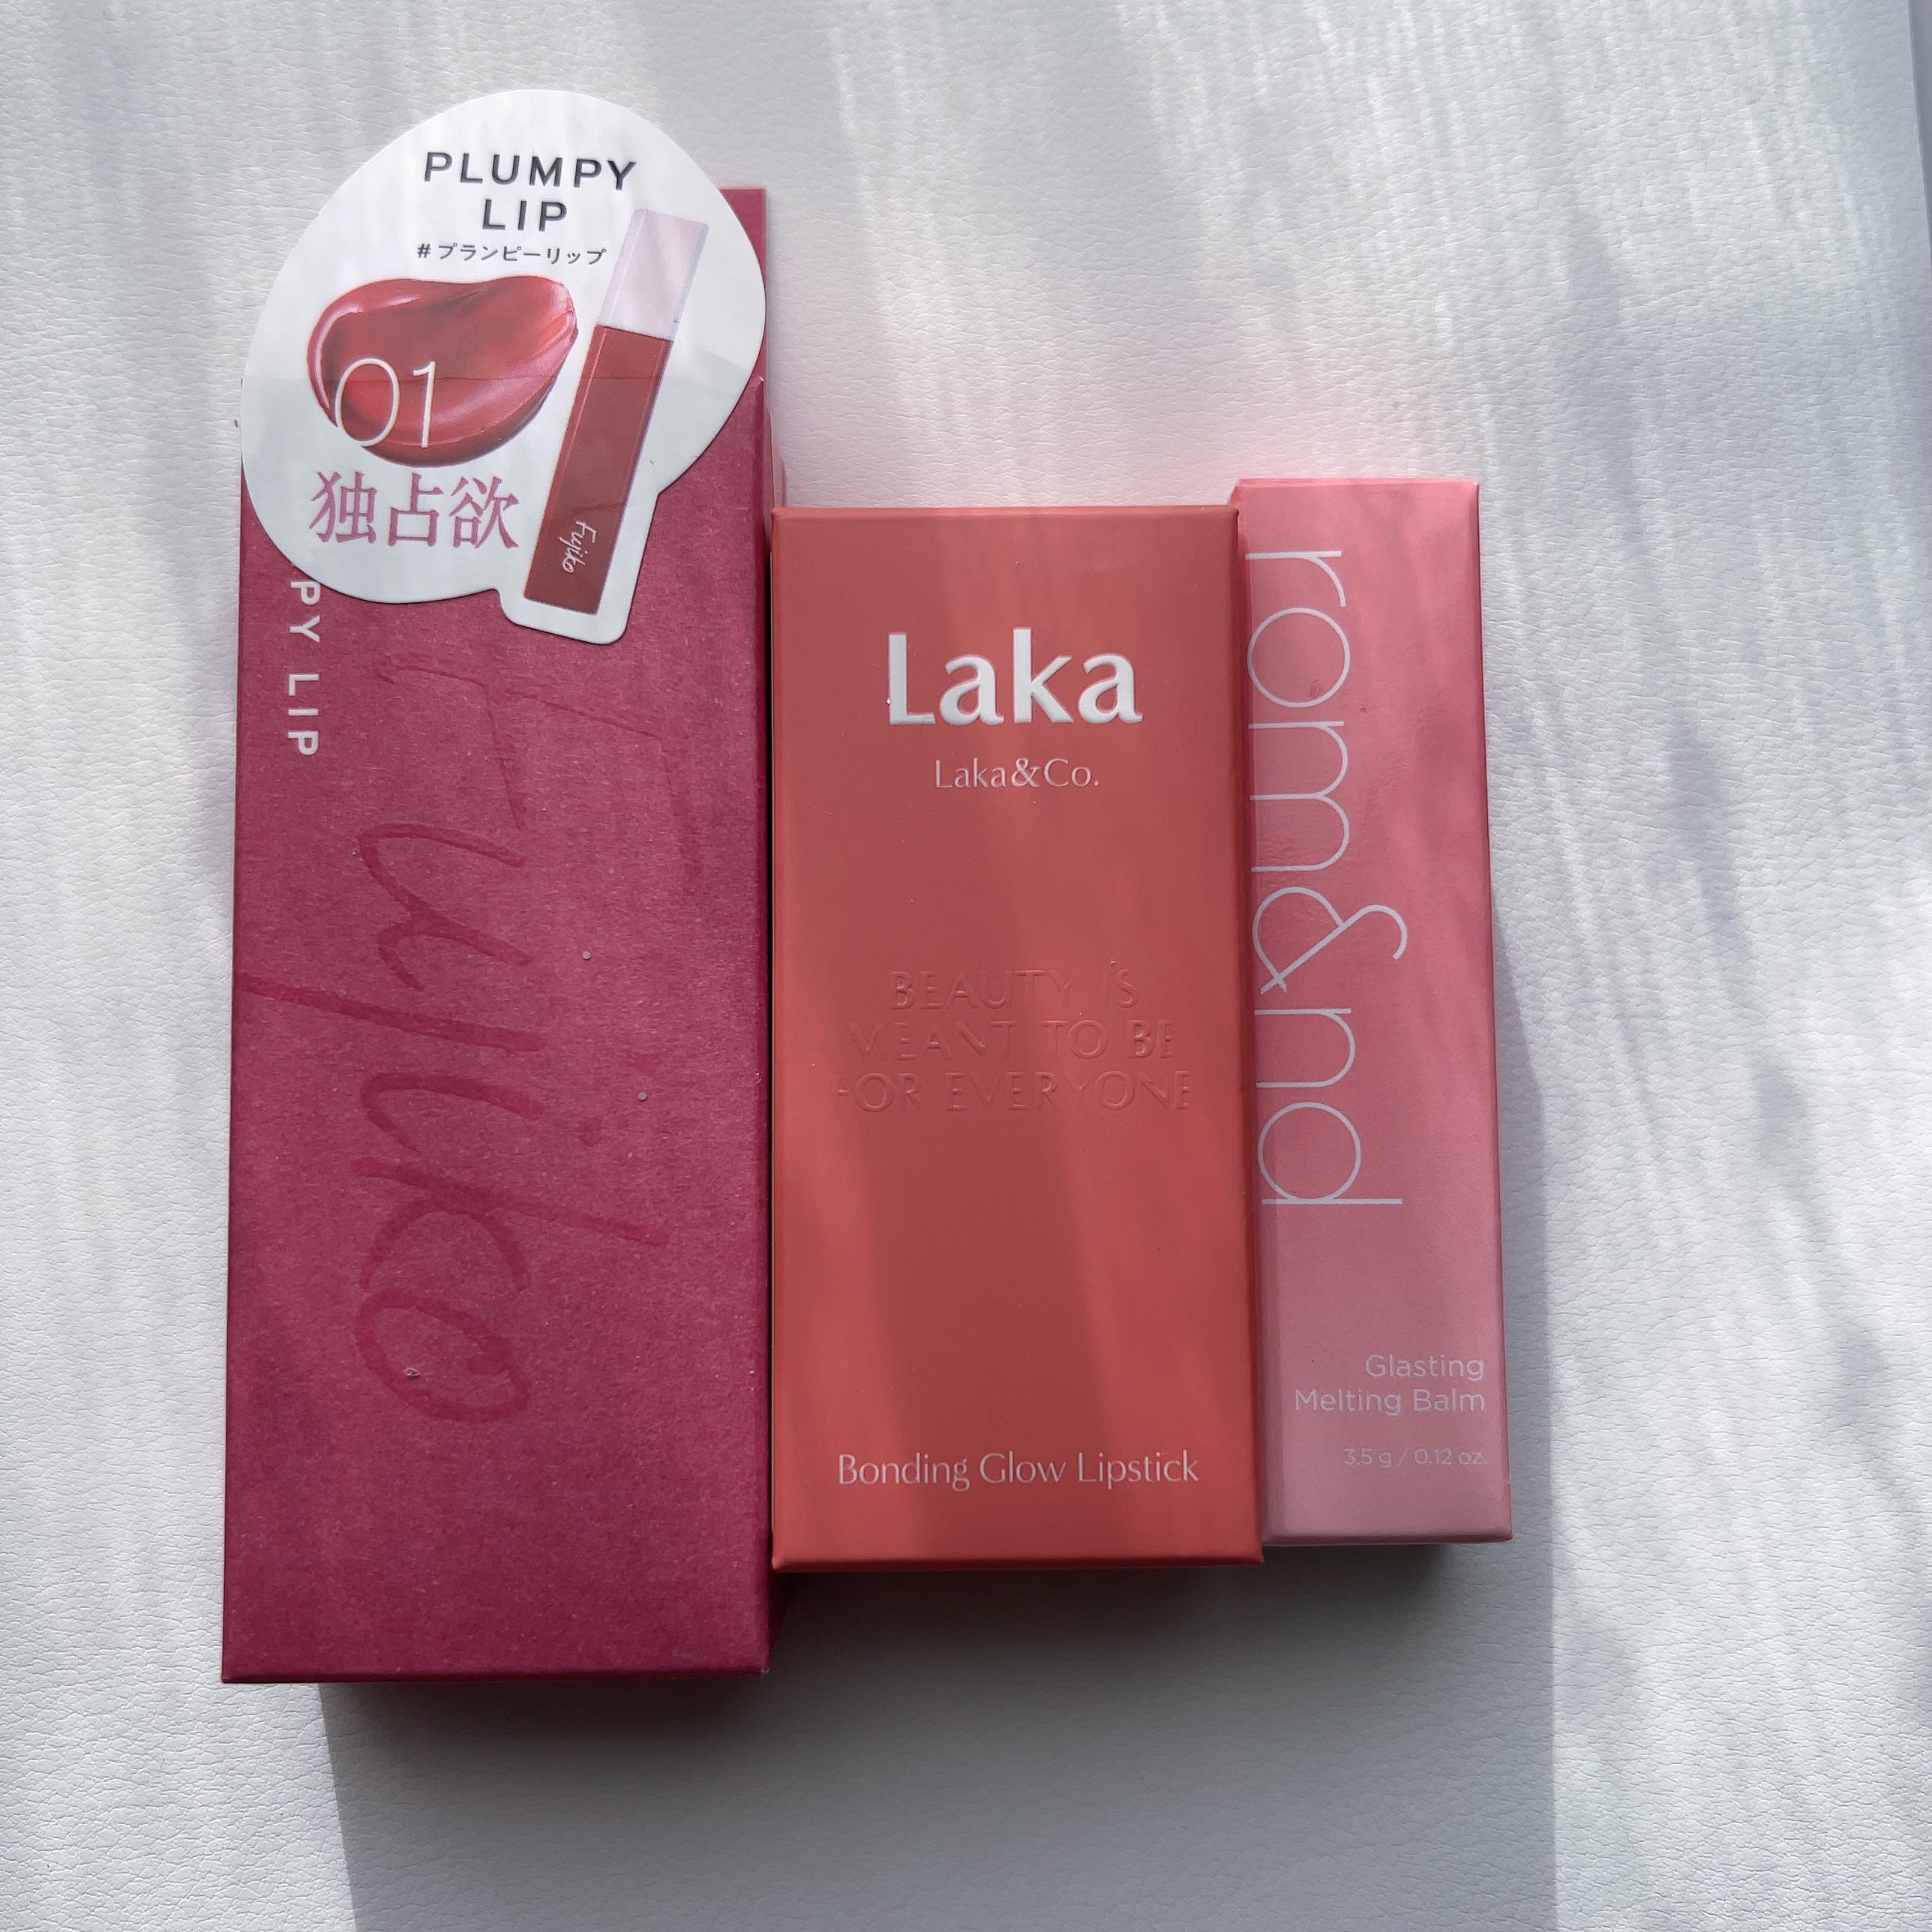 PLUMPY
LIP
#プランピーリップ
01
独占欲
Fujiko
PY LIP
Fujiko
Laka
Laka&Co.
BEAUTY IS
MEANT TO BE
FOR EVERYONE
Bonding Glow Lipstick
rom&nd
Glasting
Melting Balm
3.5 g / 0.12 oz.